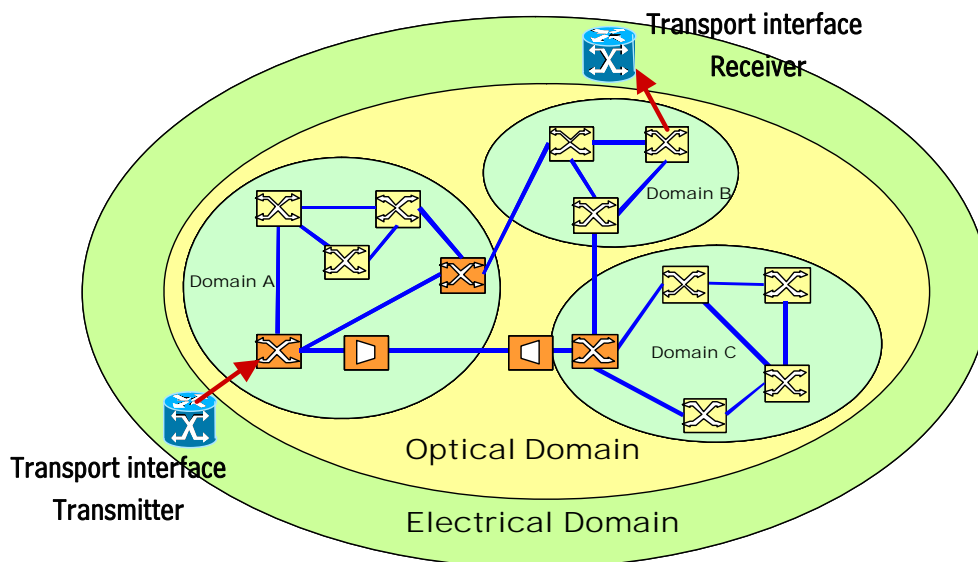 Transport interface
Receiver
Domain B
Domain A
Domain C
Optical Domain
Transport interface
Transmitter
Electrical Domain